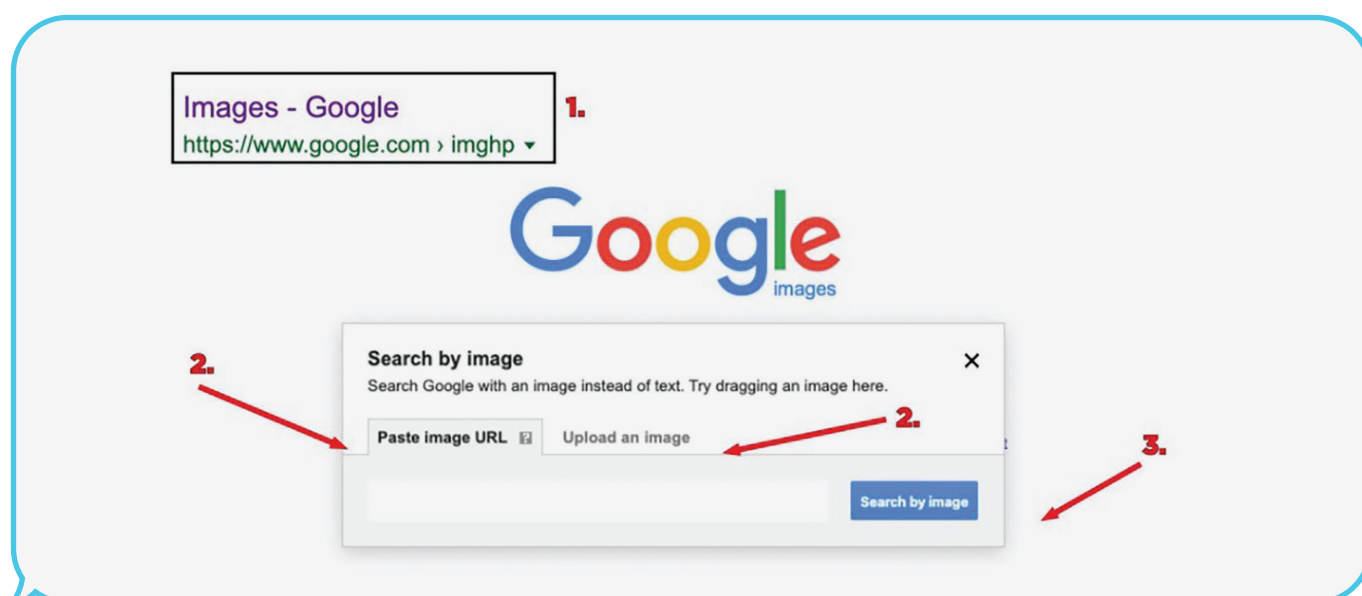 Images - Google
1.
https://www.google.com › imghp
Google
images
2.
Search by image
Search Google with an image instead of text. Try dragging an image here.
2.
Paste image URL
Upload an image
3.
Search by image